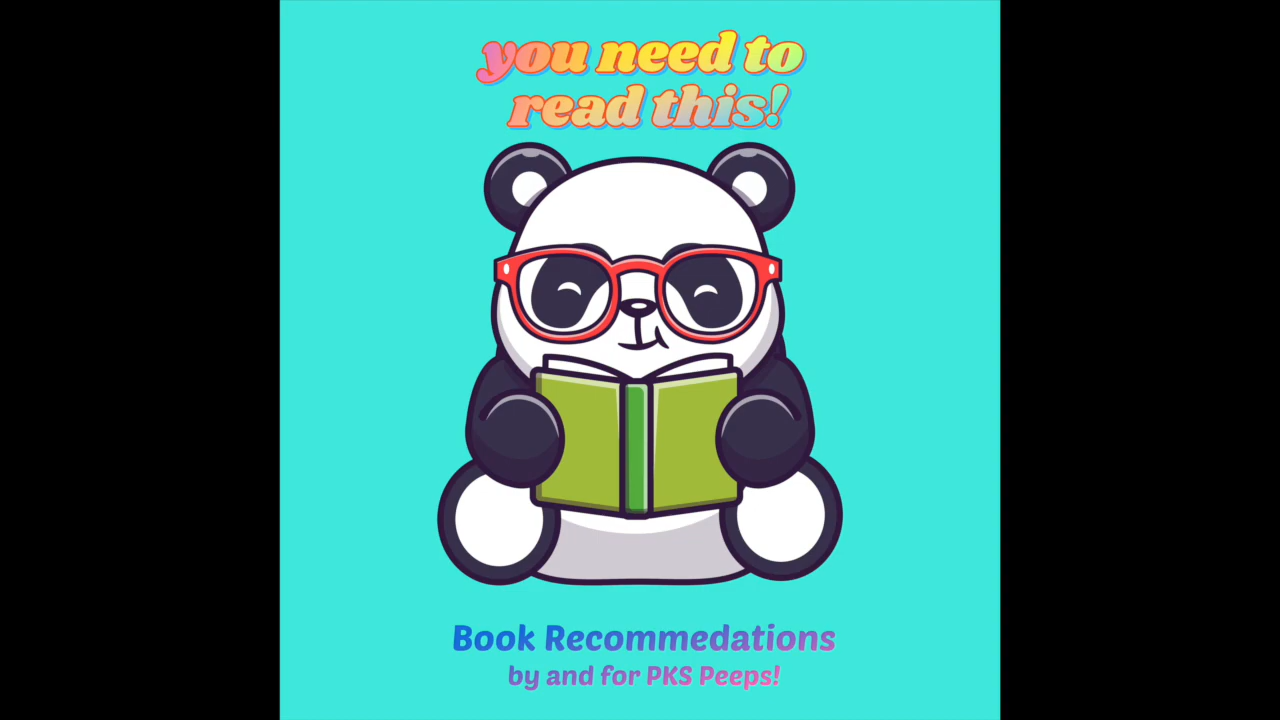 you need to
read this!
Book Recommedations
by and for PKS Peeps!